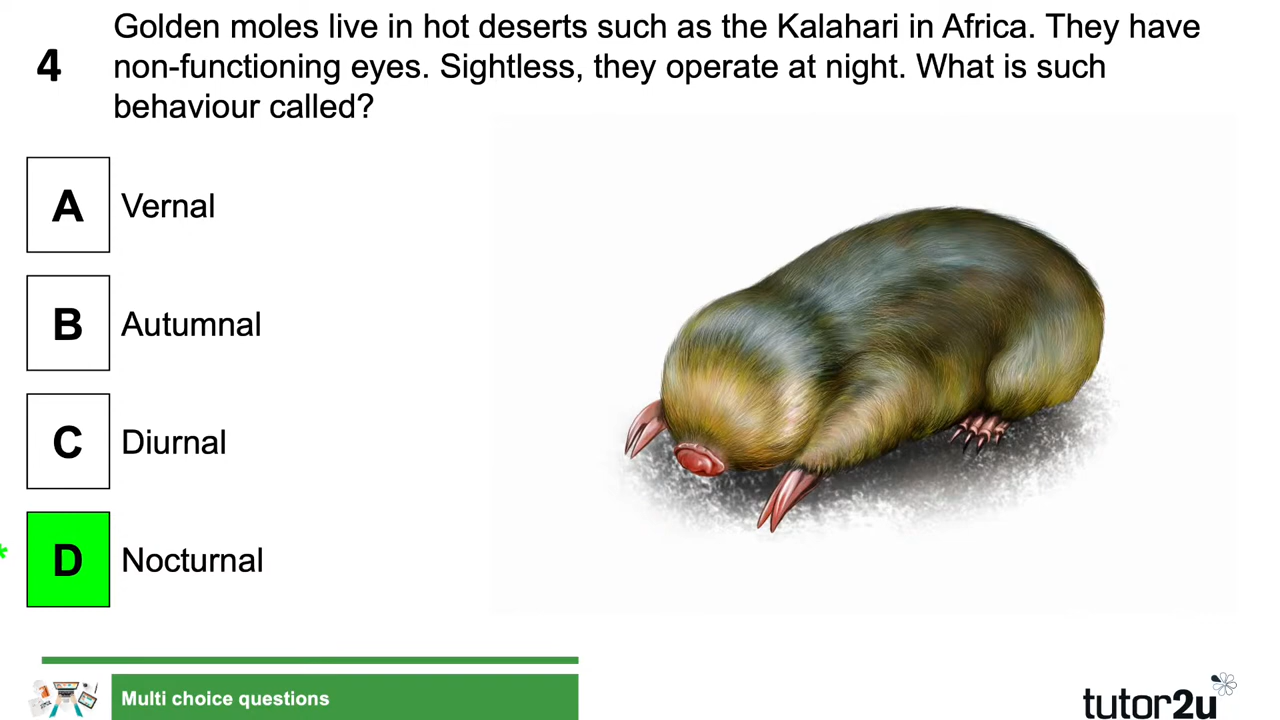 Golden moles live in hot deserts such as the Kalahari in Africa. They have
4
non-functioning eyes. Sightless, they operate at night. What is such
behaviour called?
A Vernal
B Autumnal
C Diurnal
* D Nocturnal
Multi choice questions
tutor2u